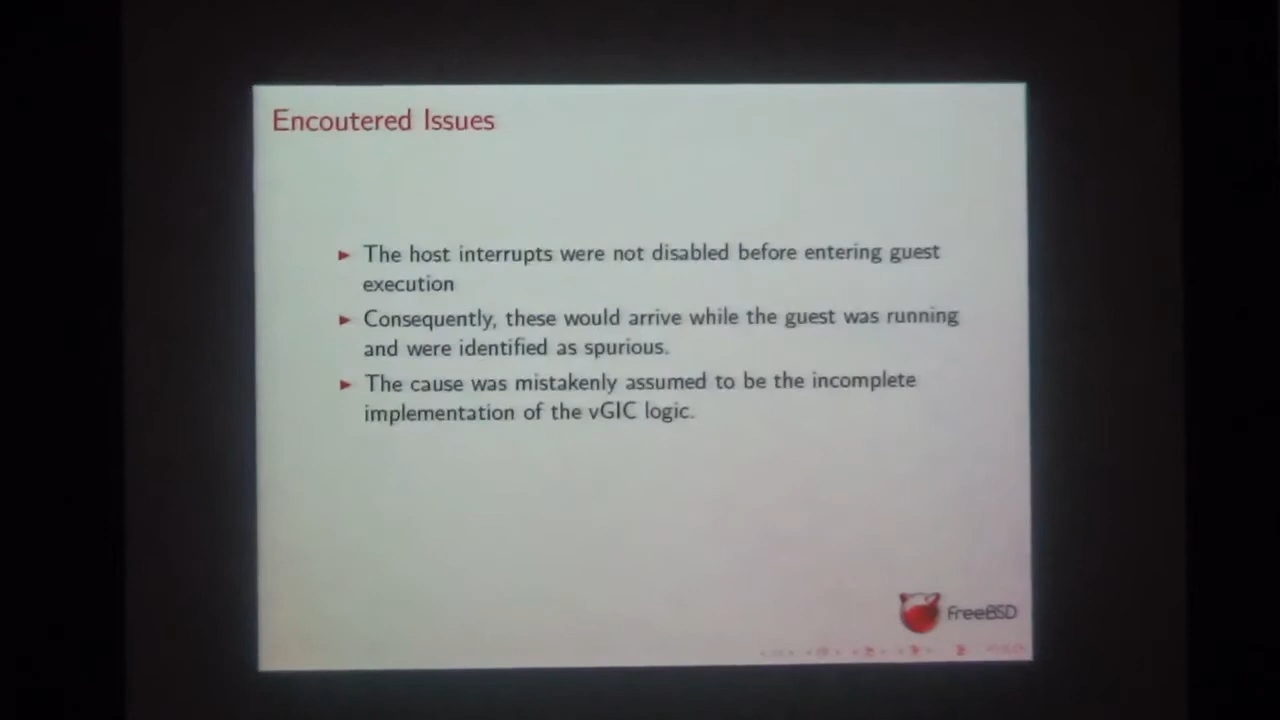 Encoutered Issues
The host interrupts were not disabled before entering guest
execution
Consequently, these would arrive while the guest was running
and were identified as spurious.
The cause was mistakenly assumed to be the incomplete
implementation of the vGIC logic.
FreeBSD